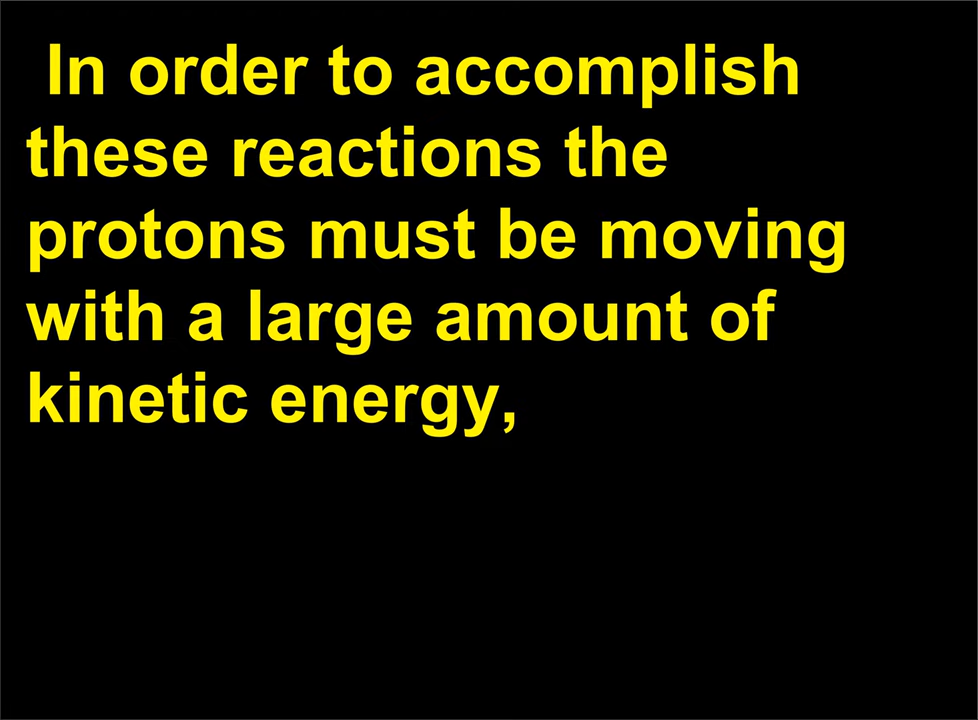 In order to accomplish
these reactions the
protons must be moving
with a large amount of
kinetic energy,